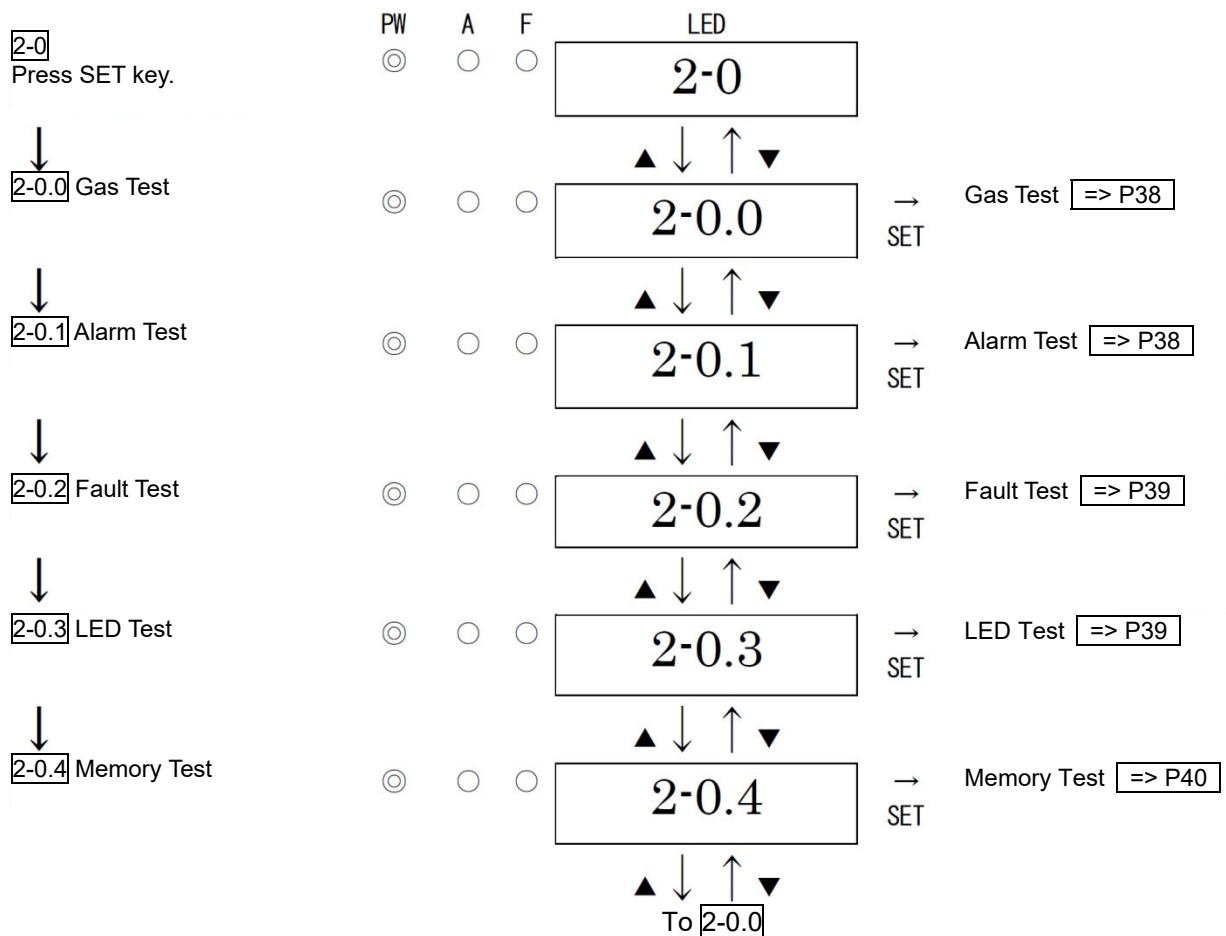 PW A F LED
2-0
Press SET key.
2-0
▲ ↓ ↑ ▼
2-0.0 Gas Test
2-0.0
→ SET
Gas Test => P38
▲ ↓ ↑ ▼
2-0.1 Alarm Test
2-0.1
→ SET
Alarm Test => P38
▲ ↓ ↑ ▼
2-0.2 Fault Test
2-0.2
→ SET
Fault Test => P39
▲ ↓ ↑ ▼
2-0.3 LED Test
2-0.3
→ SET
LED Test => P39
▲ ↓ ↑ ▼
2-0.4 Memory Test
2-0.4
→ SET
Memory Test => P40
▲ ↓ ↑ ▼
To 2-0.0